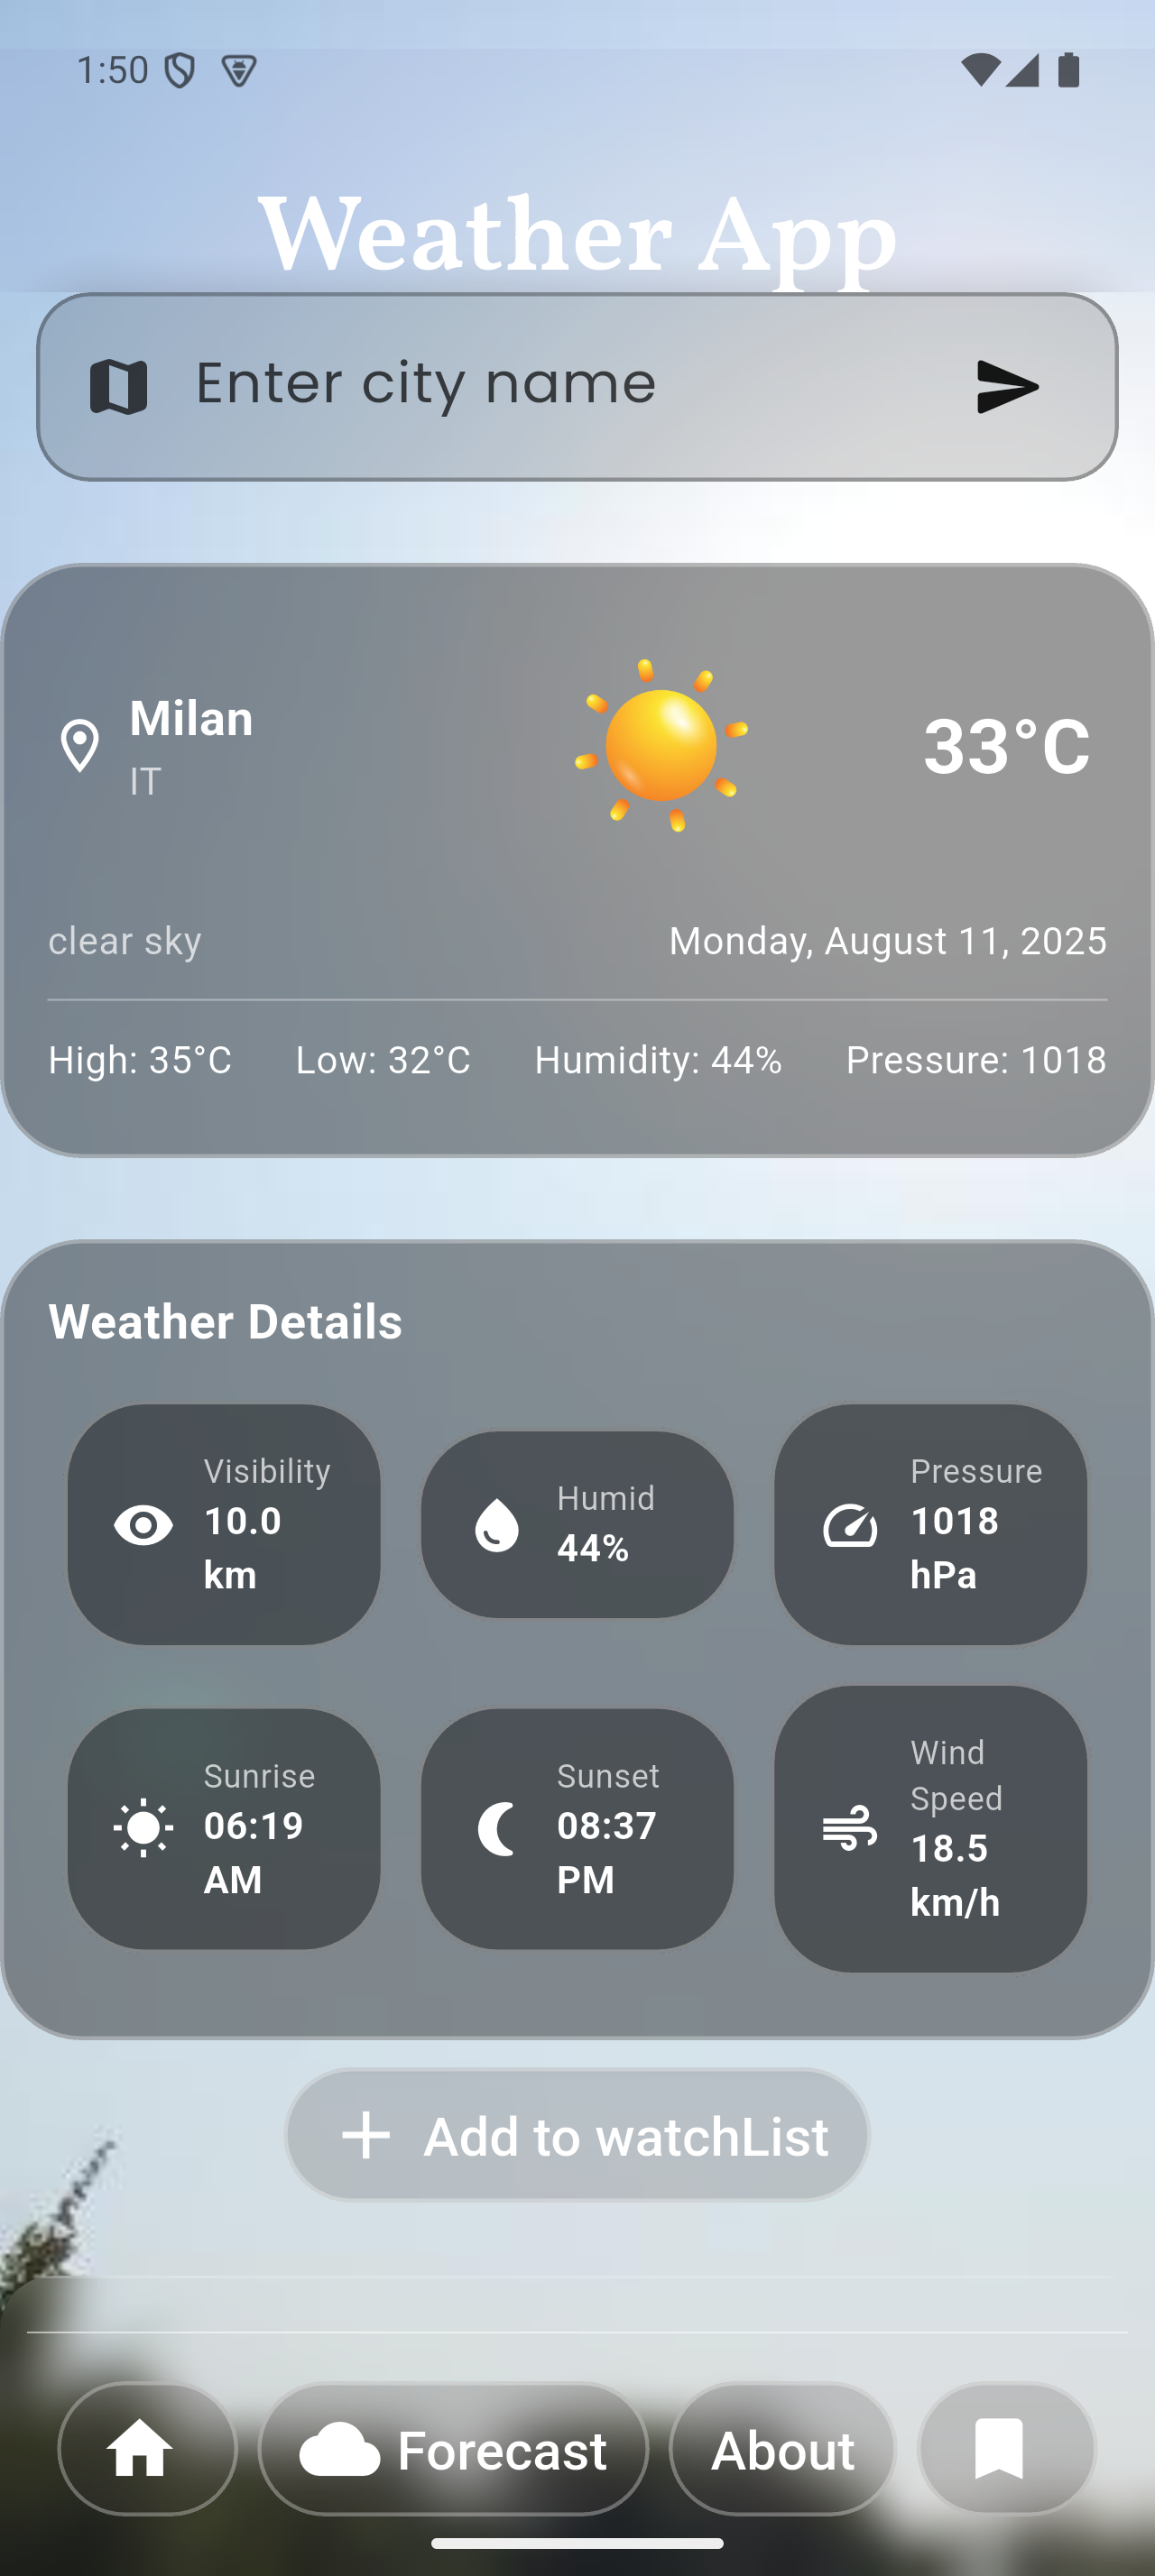 1:50
Weather App
Enter city name
Milan
IT
33°C
clear sky
Monday, August 11, 2025
High: 35°C Low: 32°C Humidity: 44% Pressure: 1018
Weather Details
Visibility
10.0
km
Humid
44%
Pressure
1018
hPa
Sunrise
06:19
AM
Sunset
08:37
PM
Wind
Speed
18.5
km/h
Add to watchList
Forecast
About